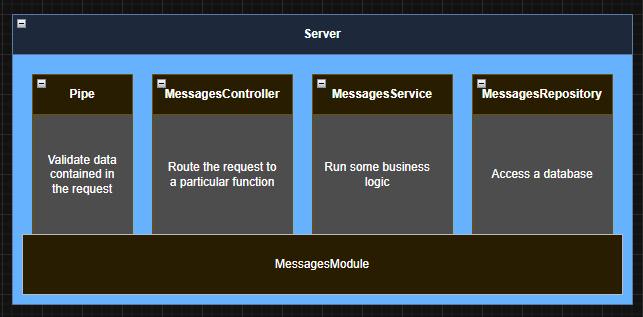 Server
Pipe
MessagesController
MessagesService
MessagesRepository
Validate data
contained in
the request
Route the request to
a particular function
Run some business
logic
Access a database
MessagesModule